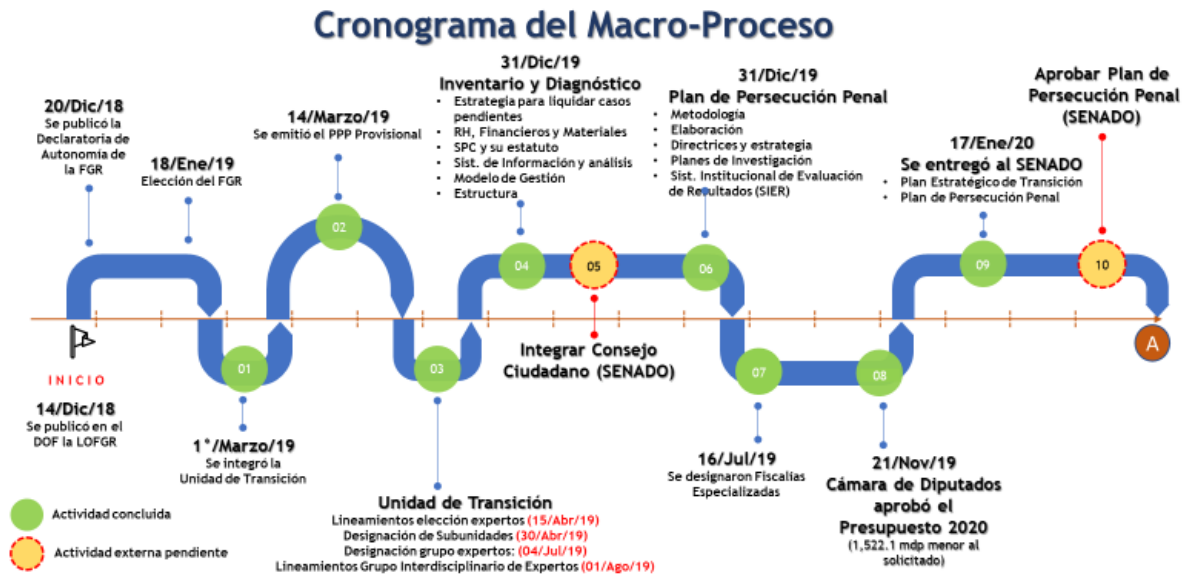 Cronograma del Macro-Proceso
20/Dic/18
Se publicó la
Declaratoria de
Autonomía de
la FGR
18/Ene/19
Elección del FGR
14/Marzo/19
Se emitió el PPP Provisional
31/Dic/19
Inventario y Diagnóstico
• Estrategia para liquidar casos
pendientes
• RH, Financieros y Materiales
• SPC y su estatuto
• Sist. de Información y análisis
• Modelo de Gestión
• Estructura
31/Dic/19
Plan de Persecución Penal
• Metodología
• Elaboración
• Directrices y estrategia
• Planes de Investigación
• Sist. Institucional de Evaluación
de Resultados (SIER)
17/Ene/20
Se entregó al SENADO
• Plan Estratégico de Transición
• Plan de Persecución Penal
Aprobar Plan de
Persecución Penal
(SENADO)
02
04
05
06
09
10
01
03
07
08
A
INICIO
14/Dic/18
Se publicó en el
DOF la LOFGR
1°/Marzo/19
Se integró la
Unidad de Transición
Integrar Consejo
Ciudadano (SENADO)
Unidad de Transición
Lineamientos elección expertos (15/Abr/19)
Designación de Subunidades (30/Abr/19)
Designación grupo expertos: (04/Jul/19)
Lineamientos Grupo Interdisciplinario de Expertos (01/Ago/19)
16/Jul/19
Se designaron Fiscalías
Especializadas
21/Nov/19
Cámara de Diputados
aprobó el
Presupuesto 2020
(1,522.1 mdp menor al
solicitado)
Actividad concluida
Actividad externa pendiente